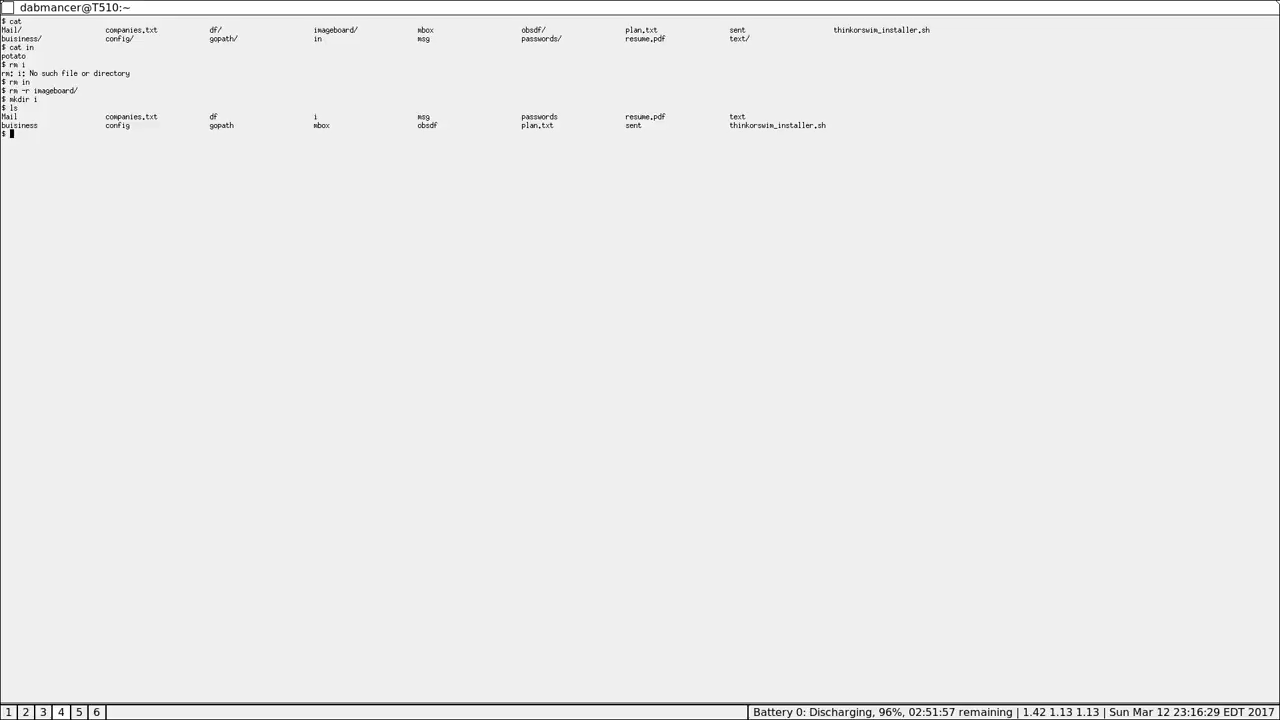 dabmancer@T510:~
$ cat
Mail/ companies.txt df/ imageboard/ mbox obsdf/ plan.txt sent thinkorswim_installer.sh
buisiness/ config/ gopath/ in msg passwords/ resume.pdf text/
$ cat in
potato
$ rm i
rm: i: No such file or directory
$ rm in
$ rm -r imageboard/
$ mkdir i
$ ls
Mail companies.txt df i msg passwords resume.pdf text
buisiness config gopath mbox obsdf plan.txt sent thinkorswim_installer.sh
$
1 2 3 4 5 6 Battery 0: Discharging, 96%, 02:51:57 remaining | 1.42 1.13 1.13 | Sun Mar 12 23:16:29 EDT 2017